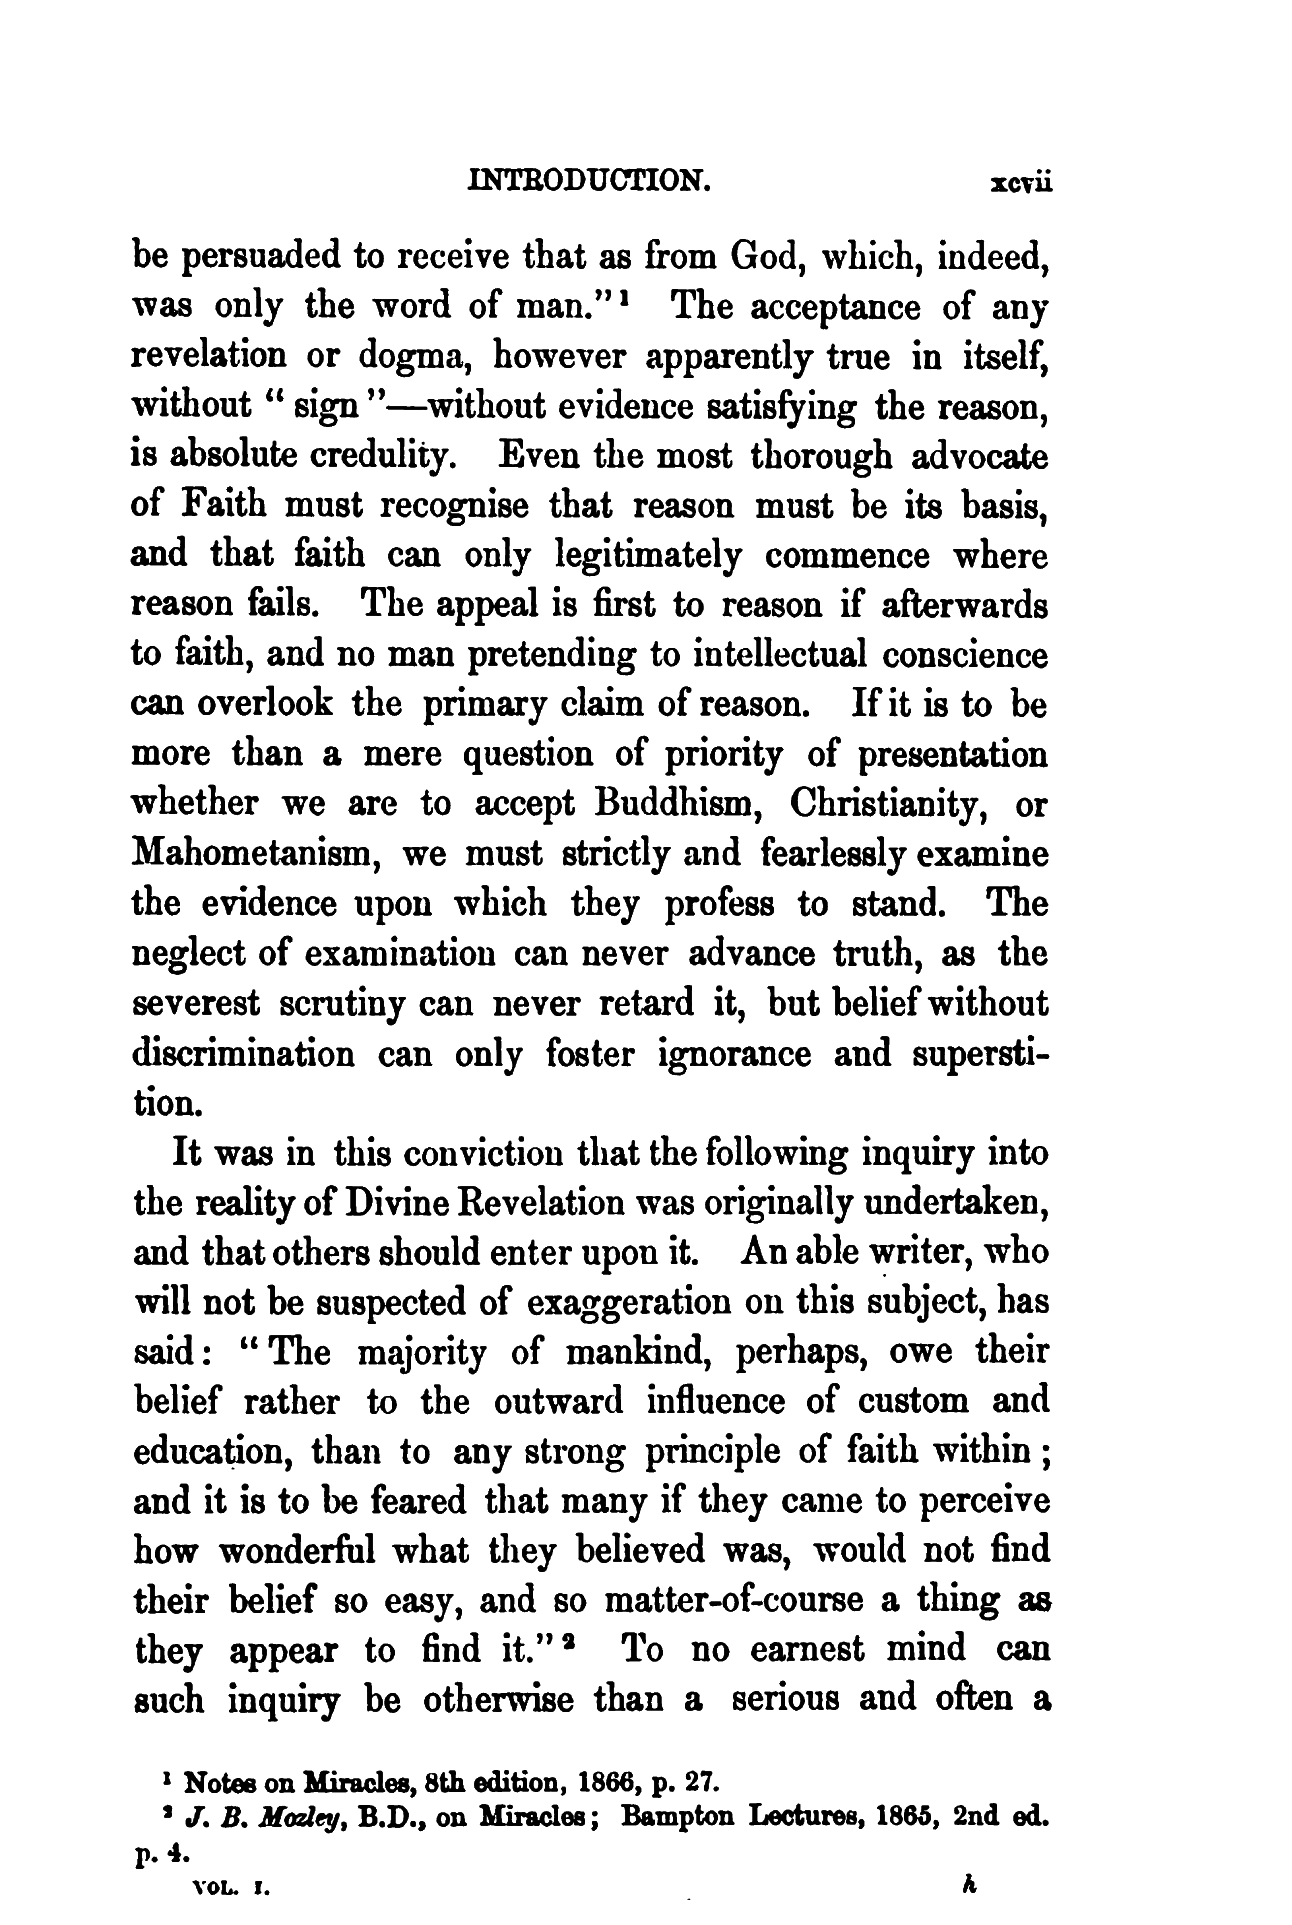 INTRODUCTION. xcvii
be persuaded to receive that as from God, which, indeed,
was only the word of man." ¹ The acceptance of any
revelation or dogma, however apparently true in itself,
without " sign "—without evidence satisfying the reason,
is absolute credulity. Even the most thorough advocate
of Faith must recognise that reason must be its basis,
and that faith can only legitimately commence where
reason fails. The appeal is first to reason if afterwards
to faith, and no man pretending to intellectual conscience
can overlook the primary claim of reason. If it is to be
more than a mere question of priority of presentation
whether we are to accept Buddhism, Christianity, or
Mahometanism, we must strictly and fearlessly examine
the evidence upon which they profess to stand. The
neglect of examination can never advance truth, as the
severest scrutiny can never retard it, but belief without
discrimination can only foster ignorance and supersti-
tion.
It was in this conviction that the following inquiry into
the reality of Divine Revelation was originally undertaken,
and that others should enter upon it. An able writer, who
will not be suspected of exaggeration on this subject, has
said : " The majority of mankind, perhaps, owe their
belief rather to the outward influence of custom and
education, than to any strong principle of faith within ;
and it is to be feared that many if they came to perceive
how wonderful what they believed was, would not find
their belief so easy, and so matter-of-course a thing as
they appear to find it." ² To no earnest mind can
such inquiry be otherwise than a serious and often a
¹ Notes on Miracles, 8th edition, 1866, p. 27.
² J. B. Mozley, B.D., on Miracles ; Bampton Lectures, 1865, 2nd ed.
p. 4.
VOL. I. h